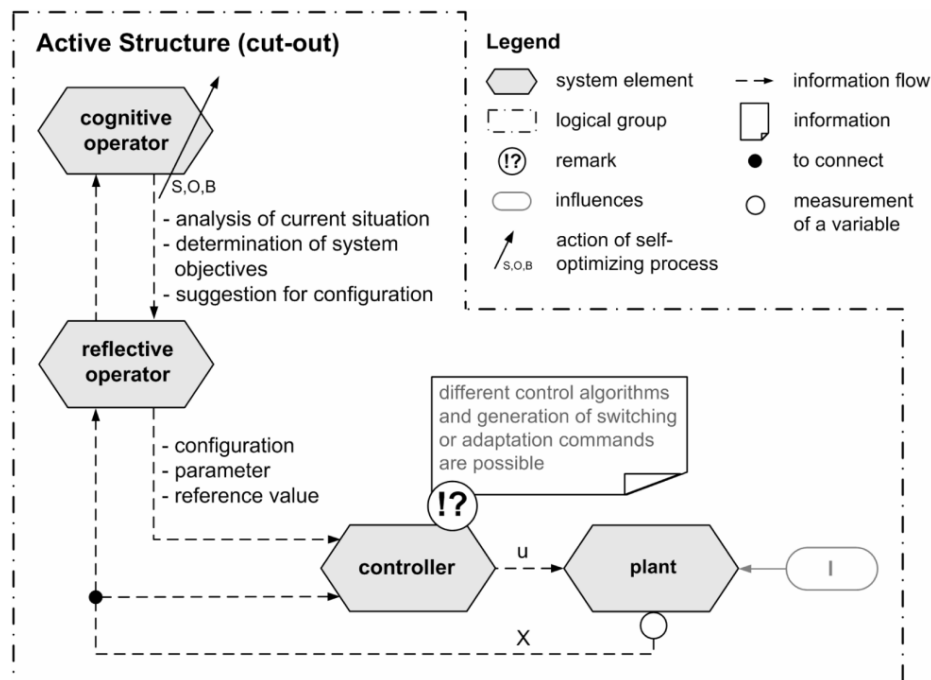 Active Structure (cut-out)
cognitive
operator
S,O,B
- analysis of current situation
- determination of system
objectives
- suggestion for configuration
reflective
operator
- configuration
- parameter
- reference value
different control algorithms
and generation of switching
or adaptation commands
are possible
!?
controller
u
plant
I
X
Legend
system element
information flow
logical group
information
!?
remark
to connect
influences
measurement
of a variable
S,O,B
action of self-
optimizing process